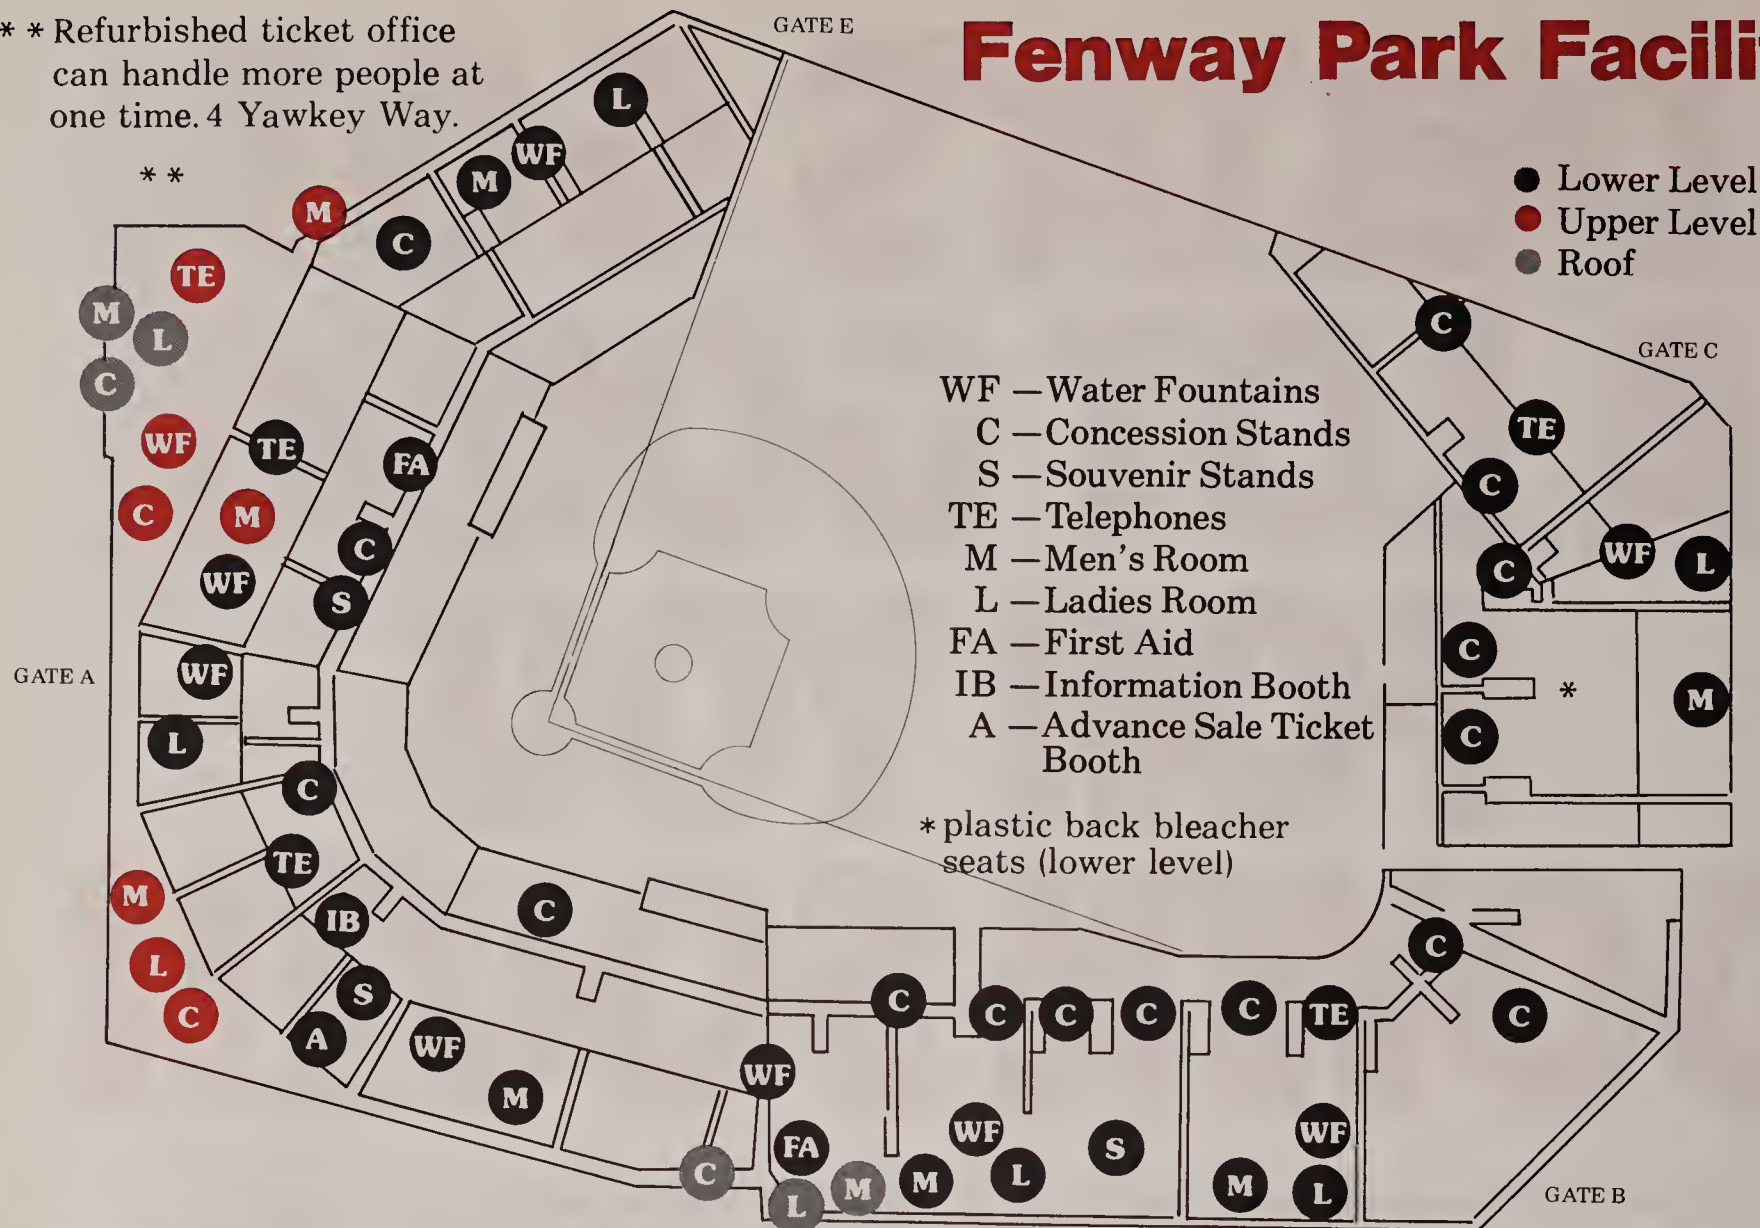 * * Refurbished ticket office
can handle more people at
one time. 4 Yawkey Way.
* *
GATE E
Fenway Park Facili
Lower Level
Upper Level
Roof
L
WF
M
M
C
TE
M
L
C
WF
TE
FA
C
M
C
WF
S
GATE A
WF
L
C
TE
M
IB
L
S
C
A
WF
M
C
WF — Water Fountains
C — Concession Stands
S — Souvenir Stands
TE — Telephones
M — Men's Room
L — Ladies Room
FA — First Aid
IB — Information Booth
A — Advance Sale Ticket
Booth
* plastic back bleacher
seats (lower level)
GATE C
C
TE
C
C
WF
L
C
*
M
C
C
C
C
C
C
TE
C
C
WF
FA
WF
S
WF
C
L
M
M
L
M
L
GATE B